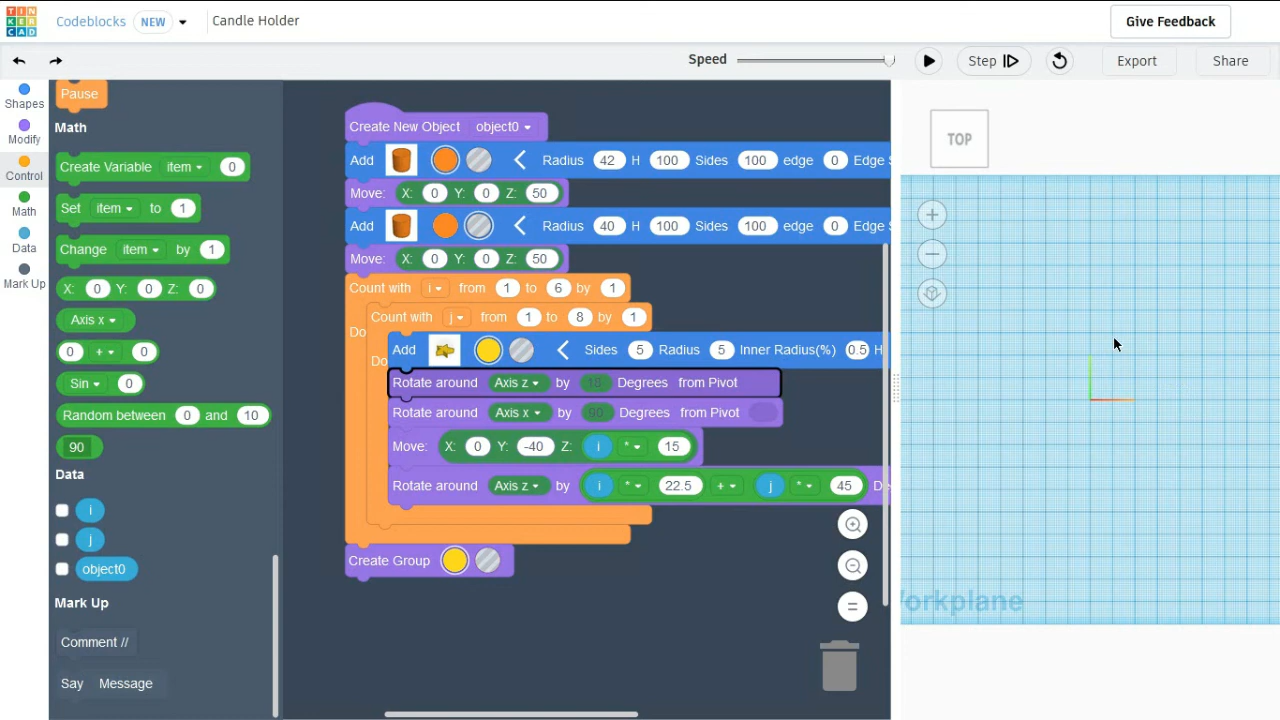 TIN KER CAD Codeblocks NEW Candle Holder Give Feedback
Speed Step Export Share
Shapes
Modify
Control
Math
Data
Mark Up
Pause
Math
Create Variable item 0
Set item to 1
Change item by 1
X: 0 Y: 0 Z: 0
Axis x
0 + 0
Sin 0
Random between 0 and 10
90
Data
i
j
object0
Mark Up
Comment //
Say Message
Create New Object object0
Add Radius 42 H 100 Sides 100 edge 0 Edge S
Move: X: 0 Y: 0 Z: 50
Add Radius 40 H 100 Sides 100 edge 0 Edge S
Move: X: 0 Y: 0 Z: 50
Count with i from 1 to 6 by 1
Do
Count with j from 1 to 8 by 1
Do
Add Sides 5 Radius 5 Inner Radius(%) 0.5 H
Rotate around Axis z by 18 Degrees from Pivot
Rotate around Axis x by 90 Degrees from Pivot
Move: X: 0 Y: -40 Z: i * 15
Rotate around Axis z by i * 22.5 + j * 45 De
Create Group
TOP
orkplane